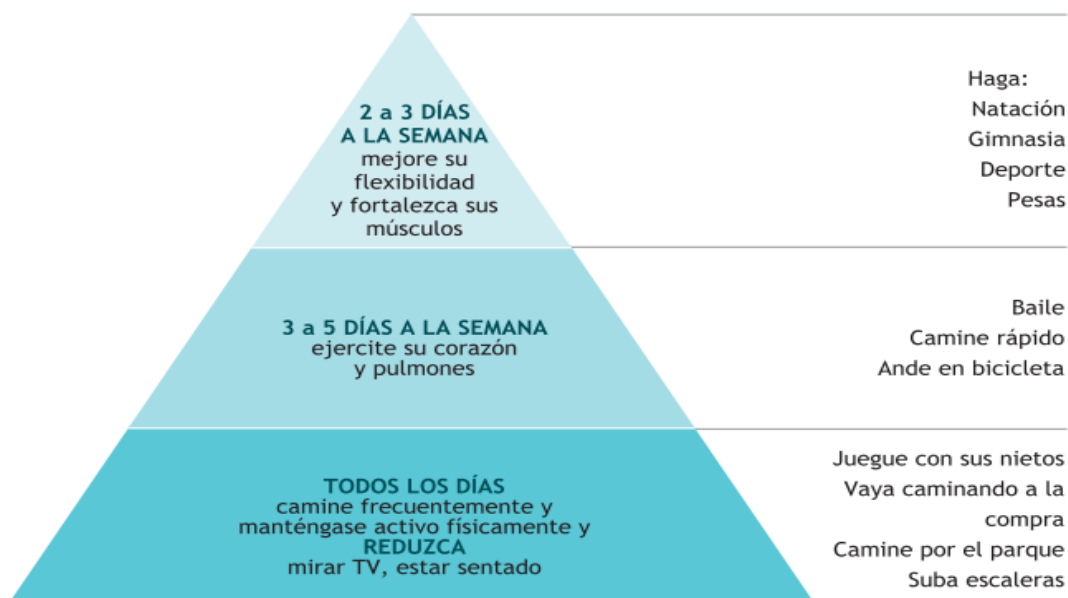 2 a 3 DÍAS
A LA SEMANA
mejore su
flexibilidad
y fortalezca sus
músculos
Haga:
Natación
Gimnasia
Deporte
Pesas
3 a 5 DÍAS A LA SEMANA
ejercite su corazón
y pulmones
Baile
Camine rápido
Ande en bicicleta
TODOS LOS DÍAS
camine frecuentemente y
manténgase activo físicamente y
REDUZCA
mirar TV, estar sentado
Juegue con sus nietos
Vaya caminando a la
compra
Camine por el parque
Suba escaleras